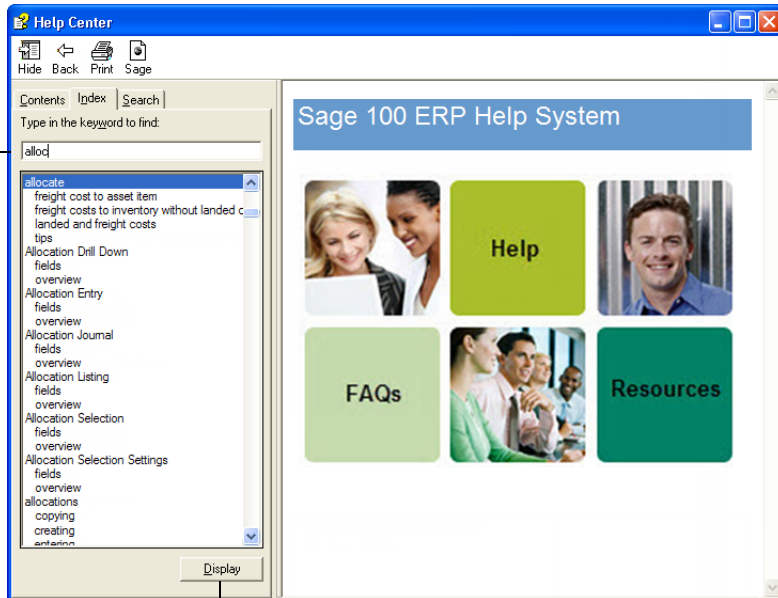 Help Center
Hide Back Print Sage
Contents Index Search
Type in the keyword to find:
alloc
allocate
freight cost to asset item
freight costs to inventory without landed c
landed and freight costs
tips
Allocation Drill Down
fields
overview
Allocation Entry
fields
overview
Allocation Journal
fields
overview
Allocation Listing
fields
overview
Allocation Selection
fields
overview
Allocation Selection Settings
fields
overview
allocations
copying
creating
entering
Display
Sage 100 ERP Help System
Help
FAQs
Resources